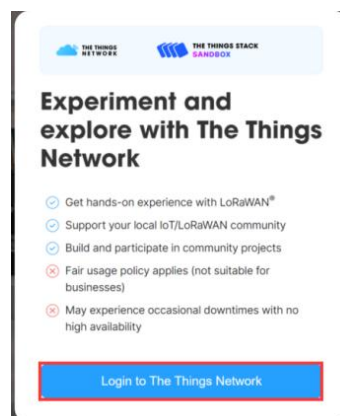 THE THINGS
NETWORK
THE THINGS STACK
SANDBOX
Experiment and
explore with The Things
Network
Get hands-on experience with LoRaWAN®
Support your local IoT/LoRaWAN community
Build and participate in community projects
Fair usage policy applies (not suitable for
businesses)
May experience occasional downtimes with no
high availability
Login to The Things Network